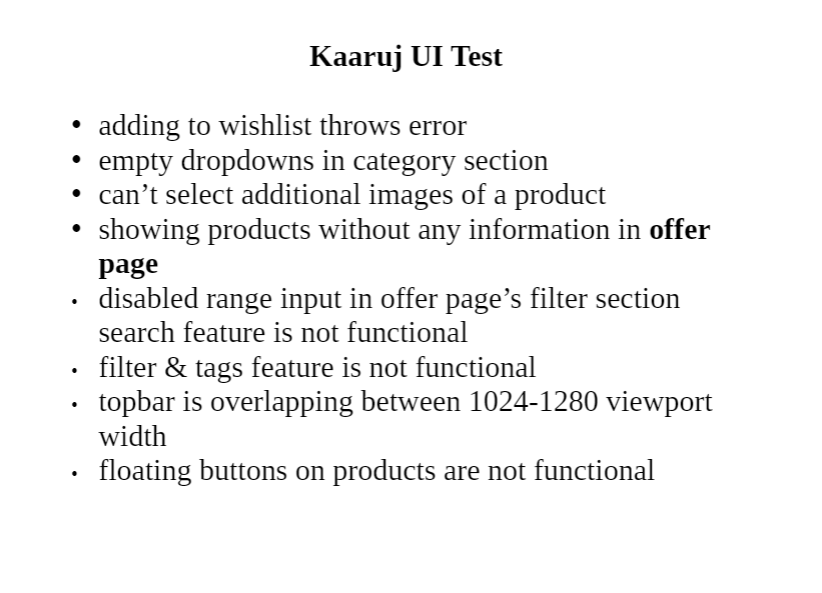 Kaaruj UI Test
• adding to wishlist throws error
• empty dropdowns in category section
• can’t select additional images of a product
• showing products without any information in offer
page
• disabled range input in offer page’s filter section
search feature is not functional
• filter & tags feature is not functional
• topbar is overlapping between 1024-1280 viewport
width
• floating buttons on products are not functional